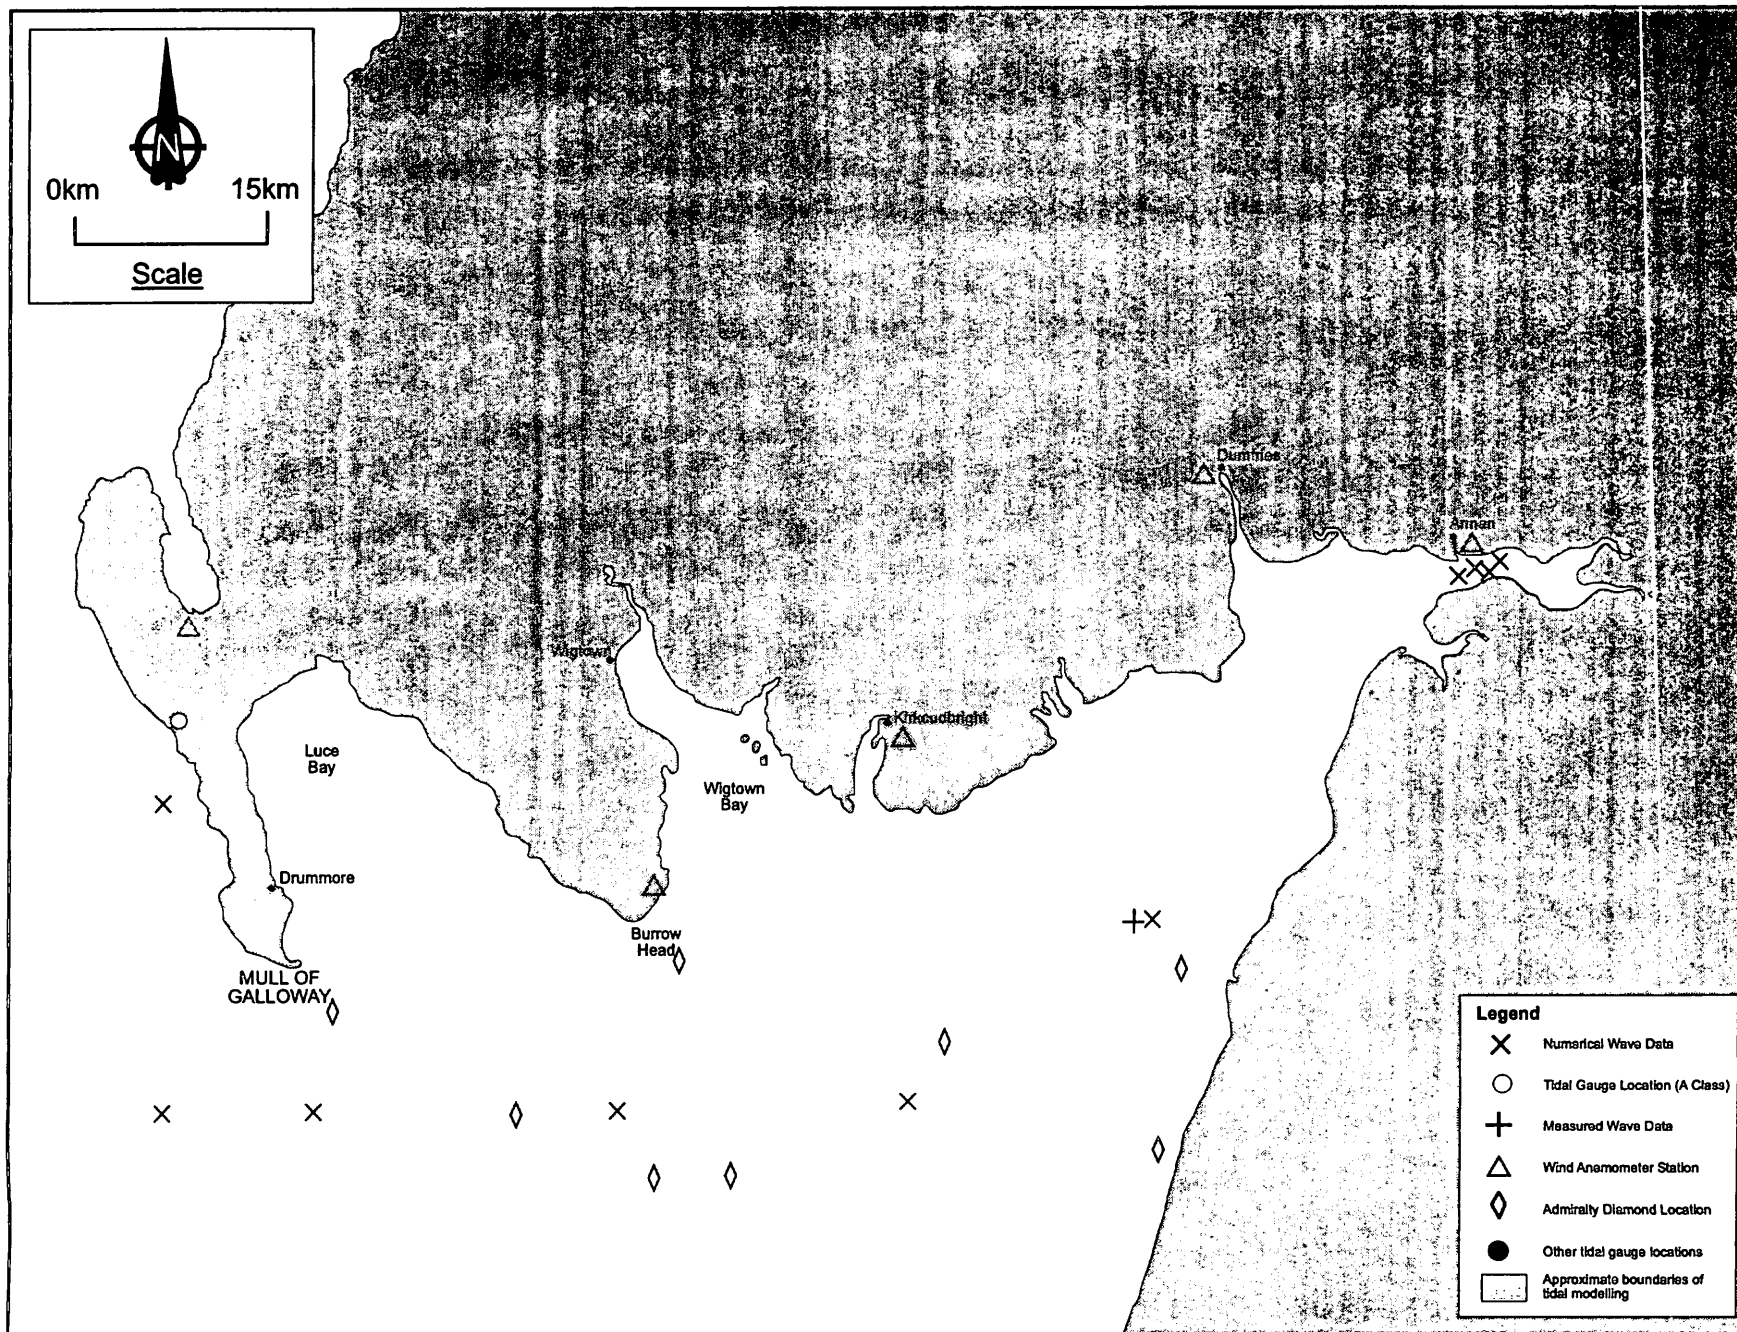 N
0km 15km
Scale
Dumfries
Annan
Wigtown
Kirkcudbright
Luce
Bay
Wigtown
Bay
Drummore
Burrow
Head
MULL OF
GALLOWAY
Legend
Numerical Wave Data
Tidal Gauge Location (A Class)
Measured Wave Data
Wind Anemometer Station
Admiralty Diamond Location
Other tidal gauge locations
Approximate boundaries of
tidal modelling